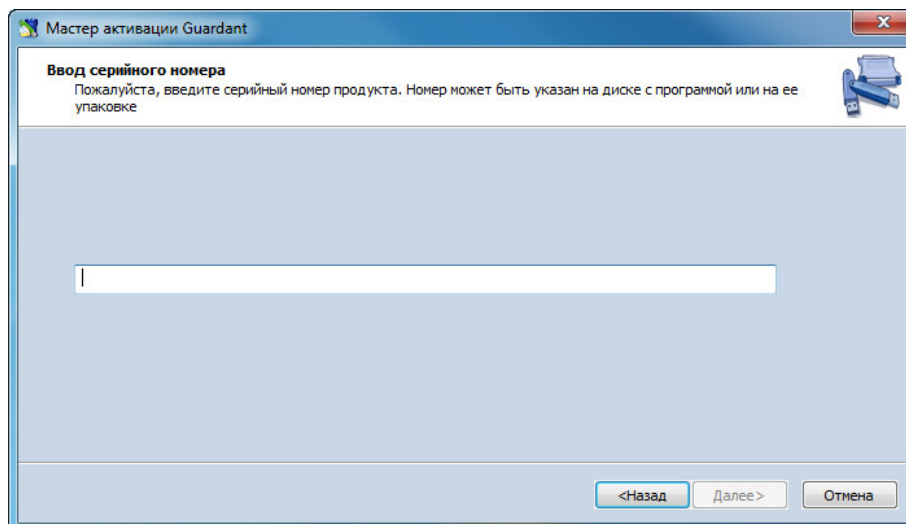 Мастер активации Guardant
Ввод серийного номера
Пожалуйста, введите серийный номер продукта. Номер может быть указан на диске с программой или на ее
упаковке
<Назад
Далее>
Отмена